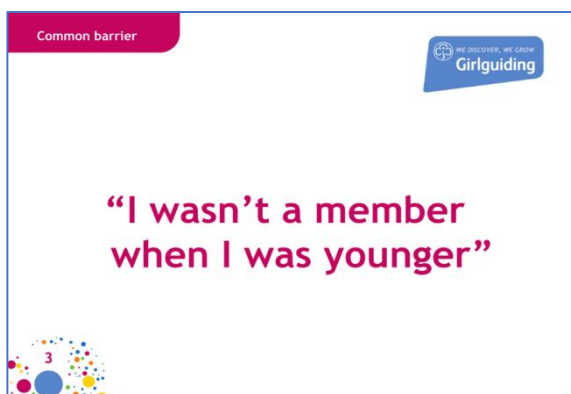 Common barrier
WE DISCOVER, WE GROW
Girlguiding
“I wasn’t a member
when I was younger”
3